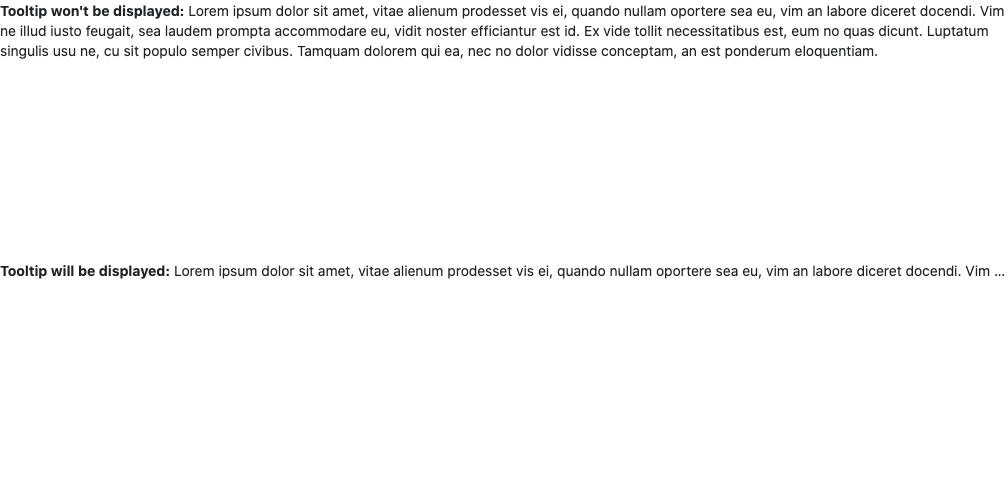 Tooltip won't be displayed: Lorem ipsum dolor sit amet, vitae alienum prodesset vis ei, quando nullam oportere sea eu, vim an labore diceret docendi. Vim
ne illud iusto feugait, sea laudem prompta accommodare eu, vidit noster efficiantur est id. Ex vide tollit necessitatibus est, eum no quas dicunt. Luptatum
singulis usu ne, cu sit populo semper civibus. Tamquam dolorem qui ea, nec no dolor vidisse conceptam, an est ponderum eloquentiam.
Tooltip will be displayed: Lorem ipsum dolor sit amet, vitae alienum prodesset vis ei, quando nullam oportere sea eu, vim an labore diceret docendi. Vim ...